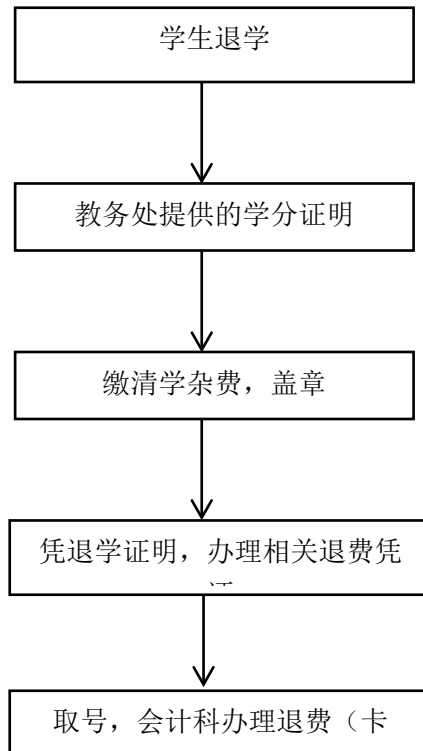 学生退学
教务处提供的学分证明
缴清学杂费，盖章
凭退学证明，办理相关退费凭
取号，会计科办理退费（卡